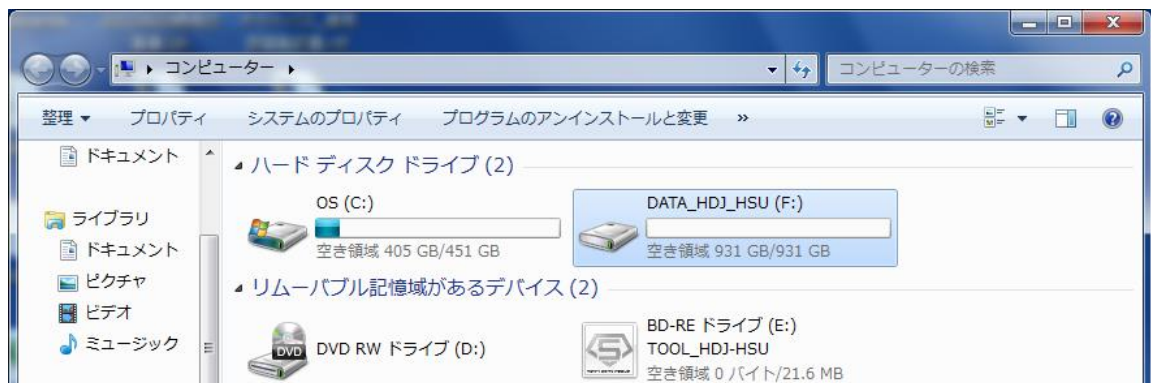 コンピューター
コンピューターの検索
整理 プロパティ システムのプロパティ プログラムのアンインストールと変更 »
ドキュメント
ライブラリ
ドキュメント
ピクチャ
ビデオ
ミュージック
ハード ディスク ドライブ (2)
OS (C:)
空き領域 405 GB/451 GB
DATA_HDJ_HSU (F:)
空き領域 931 GB/931 GB
リムーバブル記憶域があるデバイス (2)
DVD
DVD RW ドライブ (D:)
BD-RE ドライブ (E:)
TOOL_HDJ-HSU
空き領域 0 バイト/21.6 MB